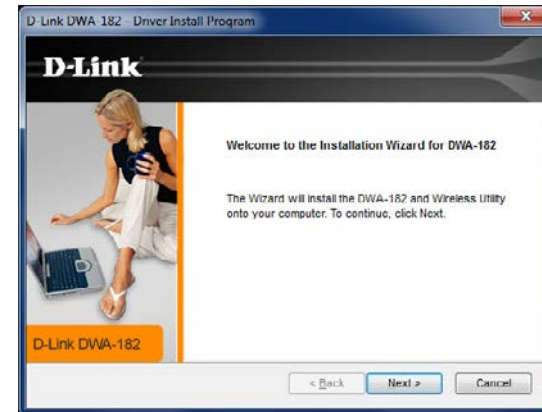 D-Link DWA-182 - Driver Install Program
D-Link
Welcome to the Installation Wizard for DWA-182
The Wizard will install the DWA-182 and Wireless Utility
onto your computer. To continue, click Next.
D-Link DWA-182
< Back
Next >
Cancel